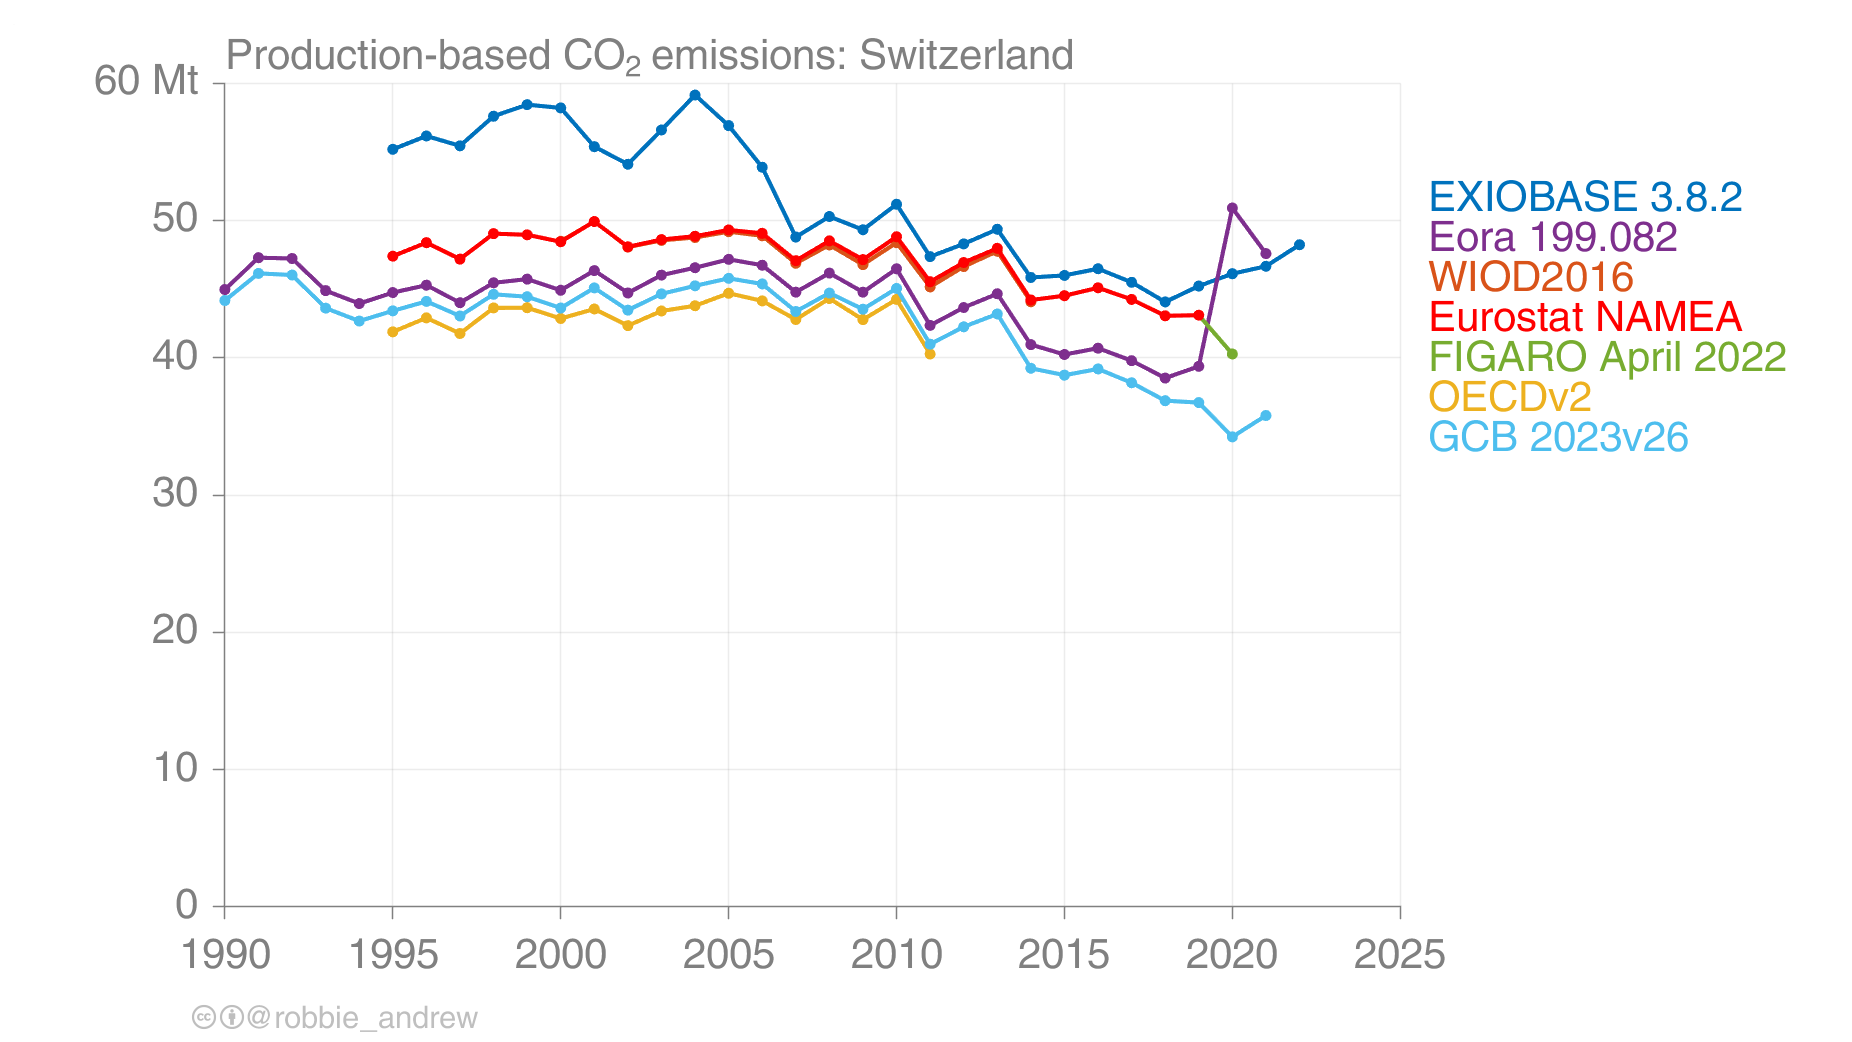 Production-based CO₂ emissions: Switzerland
60 Mt
50
40
30
20
10
0
1990 1995 2000 2005 2010 2015 2020 2025
EXIOBASE 3.8.2
Eora 199.082
WIOD2016
Eurostat NAMEA
FIGARO April 2022
OECDv2
GCB 2023v26
cc @robbie_andrew